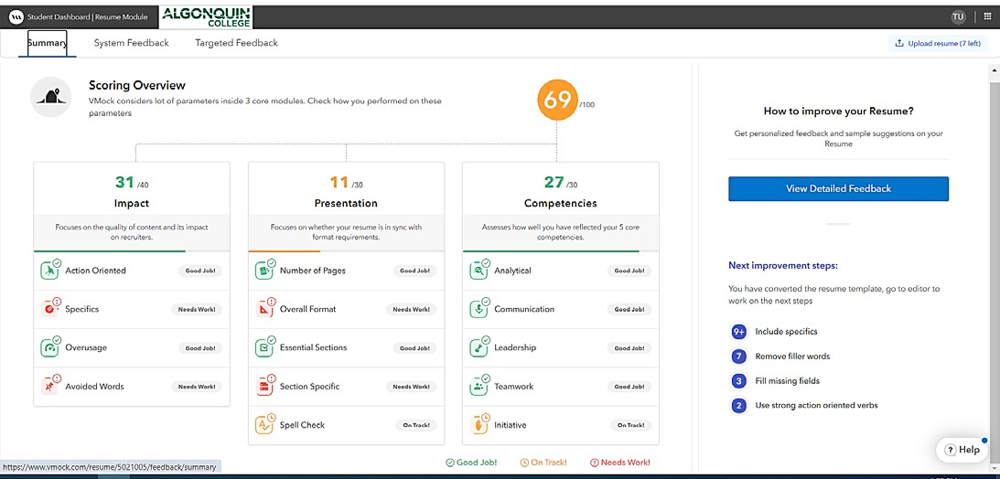 Student Dashboard | Resume Module
ALGONQUIN
COLLEGE
TU
Summary
System Feedback
Targeted Feedback
Upload resume (7 left)
Scoring Overview
VMock considers lot of parameters inside 3 core modules. Check how you performed on these
parameters
69 /100
31 /40
Impact
Focuses on the quality of content and its impact
on recruiters.
Action Oriented Good Job!
Specifics Needs Work!
Overusage Good Job!
Avoided Words Needs Work!
11 /30
Presentation
Focuses on whether your resume is in sync with
format requirements.
Number of Pages Good Job!
Overall Format Needs Work!
Essential Sections Good Job!
Section Specific Needs Work!
Spell Check On Track!
27 /30
Competencies
Assesses how well you have reflected your 5 core
competencies.
Analytical Good Job!
Communication Good Job!
Leadership Good Job!
Teamwork Good Job!
Initiative On Track!
Good Job! On Track! Needs Work!
How to improve your Resume?
Get personalized feedback and sample suggestions on your
Resume
View Detailed Feedback
Next improvement steps:
You have converted the resume template, go to editor to
work on the next steps
9+ Include specifics
7 Remove filler words
3 Fill missing fields
2 Use strong action oriented verbs
? Help
https://www.vmock.com/resume/5021005/feedback/summary